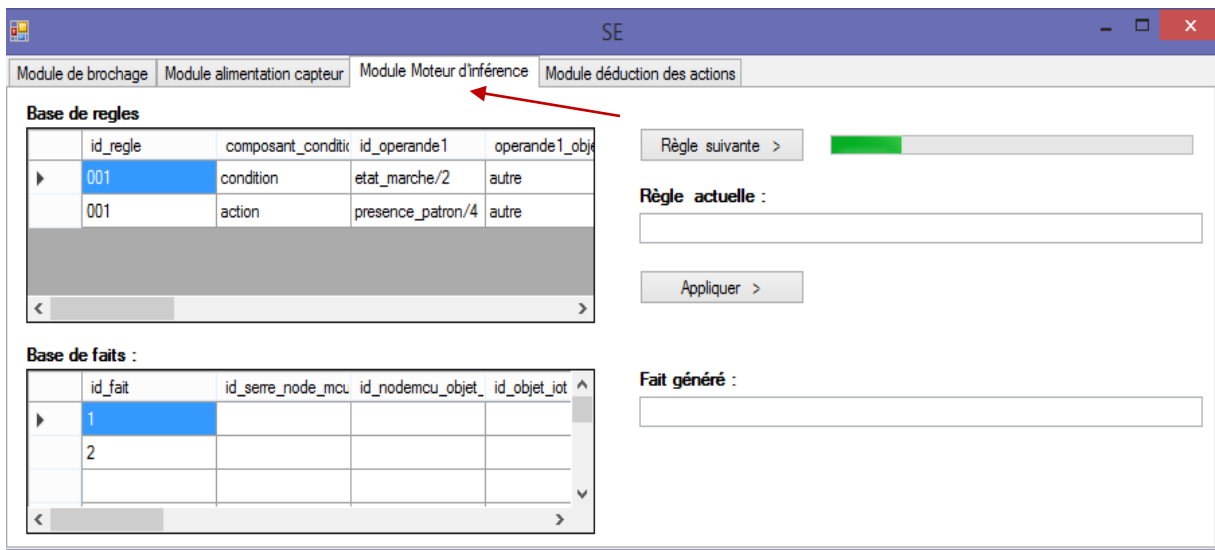 SE
Module de brochage Module alimentation capteur Module Moteur d'inférence Module déduction des actions
Base de regles
id_regle composant_conditic id_operande1 operande1_obje
001 condition etat_marche/2 autre
001 action presence_patron/4 autre
Règle suivante >
Règle actuelle :
Appliquer >
Base de faits :
id_fait id_serre_node_mcu id_nodemcu_objet_ id_objet_iot
1
2
Fait généré :